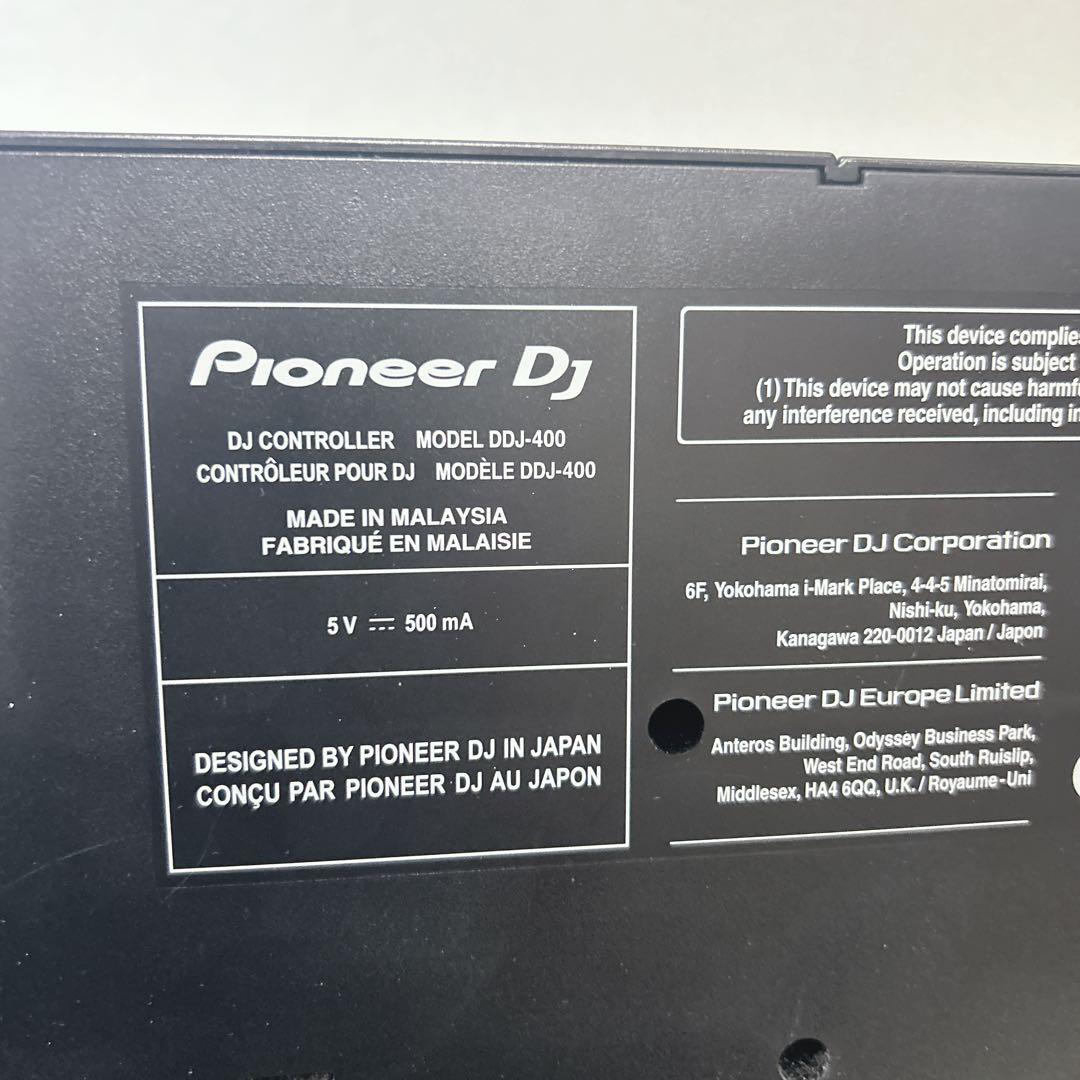 Pioneer Dj
DJ CONTROLLER MODEL DDJ-400
CONTRÔLEUR POUR DJ MODÈLE DDJ-400
MADE IN MALAYSIA
FABRIQUÉ EN MALAISIE
5 V ⎓ 500 mA
DESIGNED BY PIONEER DJ IN JAPAN
CONÇU PAR PIONEER DJ AU JAPON
This device complies
Operation is subject
(1) This device may not cause
any interference received, including
Pioneer DJ Corporation
6F, Yokohama i-Mark Place, 4-4-5 Minatomirai,
Nishi-ku, Yokohama,
Kanagawa 220-0012 Japan / Japon
Pioneer DJ Europe Limited
Anteros Building, Odyssey Business Park,
West End Road, South Ruislip,
Middlesex, HA4 6QQ, U.K. / Royaume-Uni